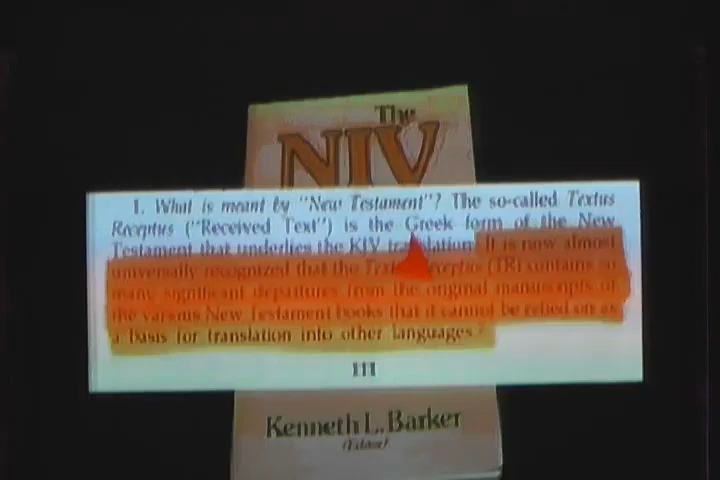 The
NIV
1. What is meant by "New Testament"? The so-called Textus
Receptus ("Received Text") is the Greek form of the New
Testament that underlies the KJV translation. It is now almost
universally recognized that the Textus Receptus (TR) contains so
many significant departures from the original manuscripts of
the various New Testament books that it cannot be relied on as
a basis for translation into other languages.
111
Kenneth L. Barker
(Editor)